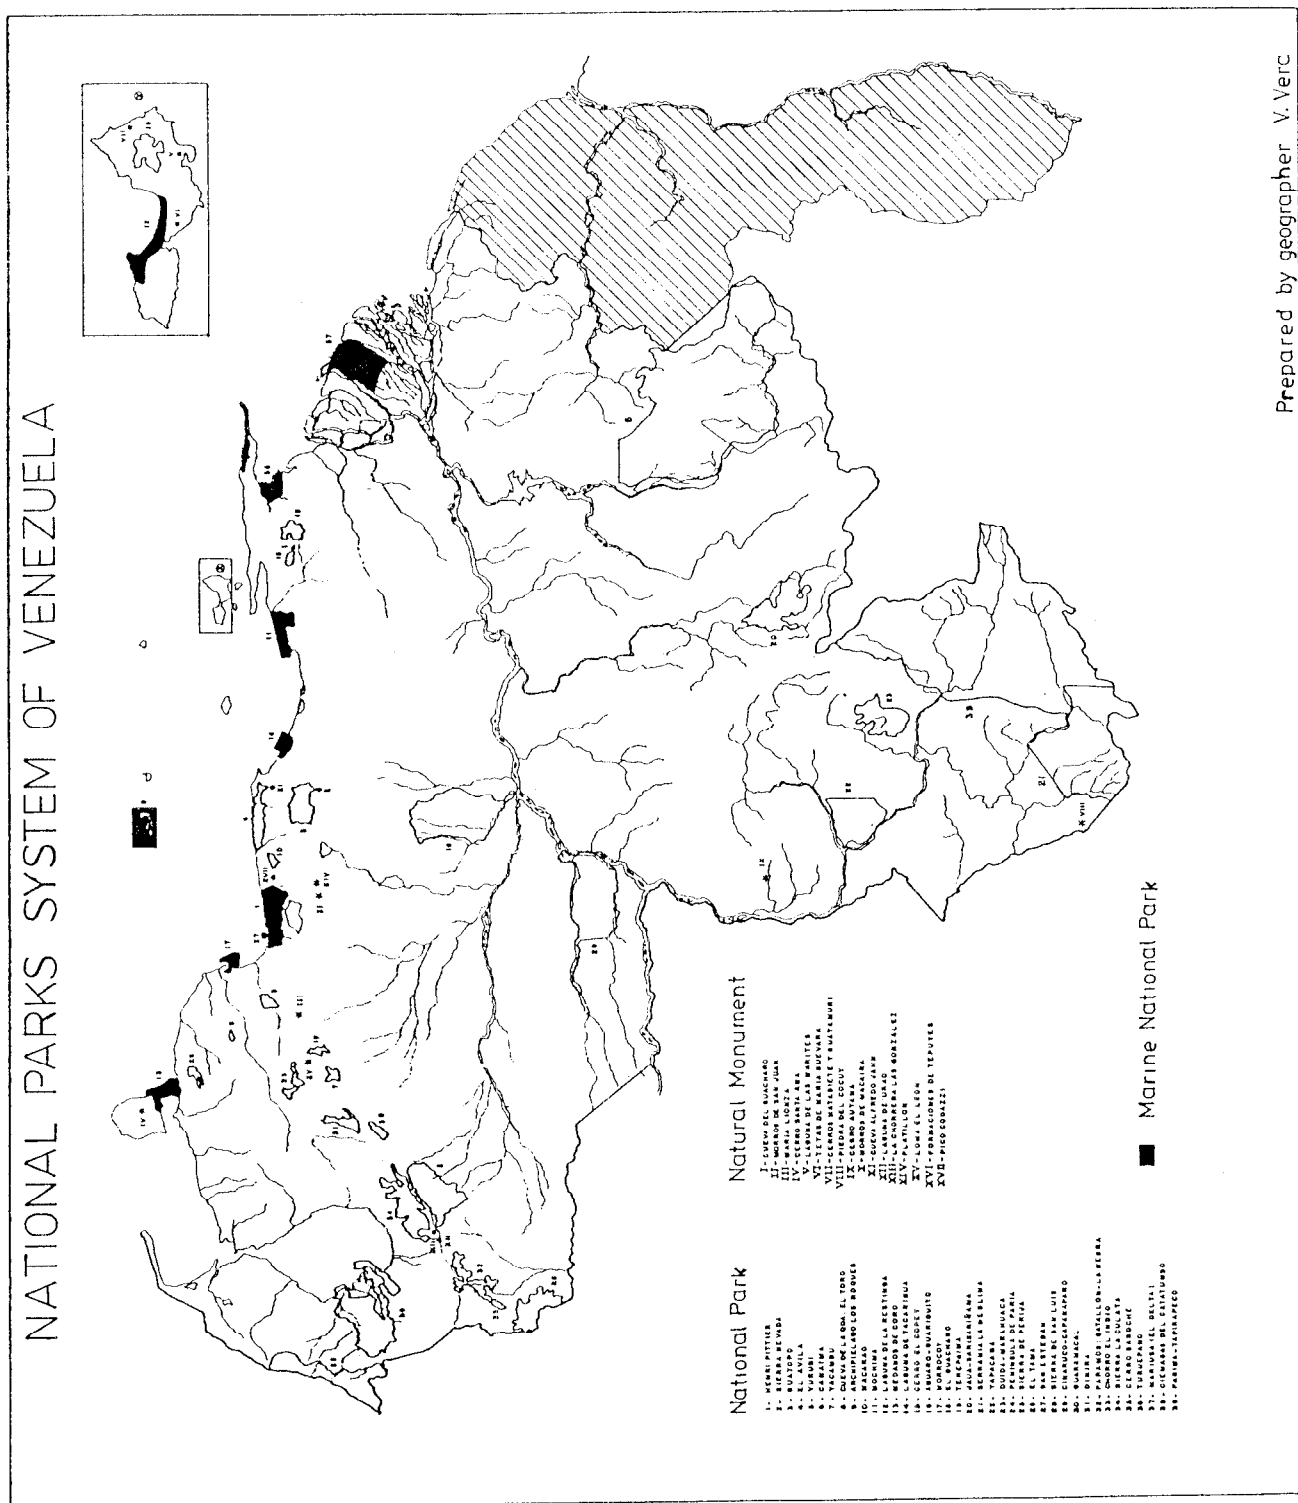 NATIONAL PARKS SYSTEM OF VENEZUELA
National Park
1.- HENRI PITTIER
2.- SIERRA NEVADA
3.- GUATOPO
4.- EL AVILA
5.- YURUBI
6.- CANAIMA
7.- YACAMBU
8.- CUEVA DE LA QDA. EL TORO
9.- ARCHIPIELAGO LOS ROQUES
10.- MACARAO
11.- MOCHIMA
12.- LAGUNA DE LA RESTINGA
13.- MEDANOS DE CORO
14.- LAGUNA DE TACARIGUA
15.- CERRO EL COPEY
16.- AGUARO-GUARIQUITO
17.- MORROCOY
18.- EL GUACHARO
19.- TEREPAIMA
20.- JAUA-SARISARIÑAMA
21.- SERRANIA LA NEBLINA
22.- YAPACANA
23.- DUIDA-MARAHUACA
24.- PENINSULA DE PARIA
25.- SIERRA DE PERIJA
26.- EL TAMA
27.- SAN ESTEBAN
28.- SIERRA DE SAN LUIS
29.- CINARUCO-CAPANAPARO
30.- GUARAMACAL
31.- DINIRA
32.- PARAMOS: BATALLON-LA NEGRA
33.- CHORRO EL INDIO
34.- SIERRA LA CULATA
35.- CERRO SAROCHE
36.- TURUEPANO
37.- MARIUSA (EL DELTA)
38.- CIENAGAS DEL CATATUMBO
39.- PARIMA-TAPIRAPECO
Natural Monument
I- CUEVA DEL GUACHARO
II- MORROS DE SAN JUAN
III- MARIA LIONZA
IV- CERRO SANTA ANA
V- LAGUNA DE LAS MARITES
VI- TETAS DE MARIA GUEVARA
VII- CERROS MATASIETE Y GUAYAMURI
VIII- PIEDRA DEL COCUY
IX- CERRO AUTANA
X- MORROS DE MACAIRA
XI- CUEVA ALFREDO JAHN
XII- LAGUNA DE URAO
XIII- LA CHORRERA LAS GONZALEZ
XIV- PLATILLON
XV- LOMA EL LEON
XVI- FORMACIONES DE TEPUYES
XVII- PICO CODAZZI
Marine National Park
Prepared by geographer V. Verc